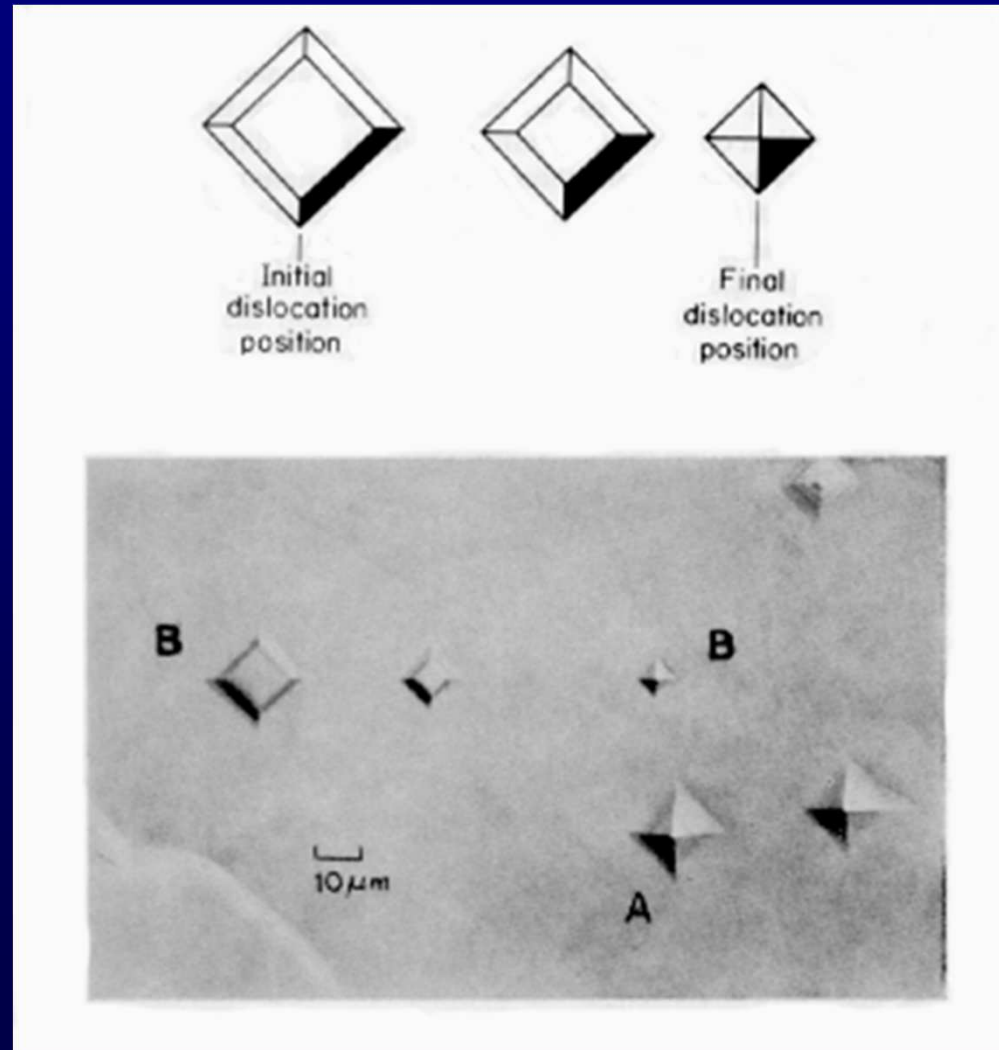 Initial
dislocation
position
Final
dislocation
position
B
B
10 μm
A